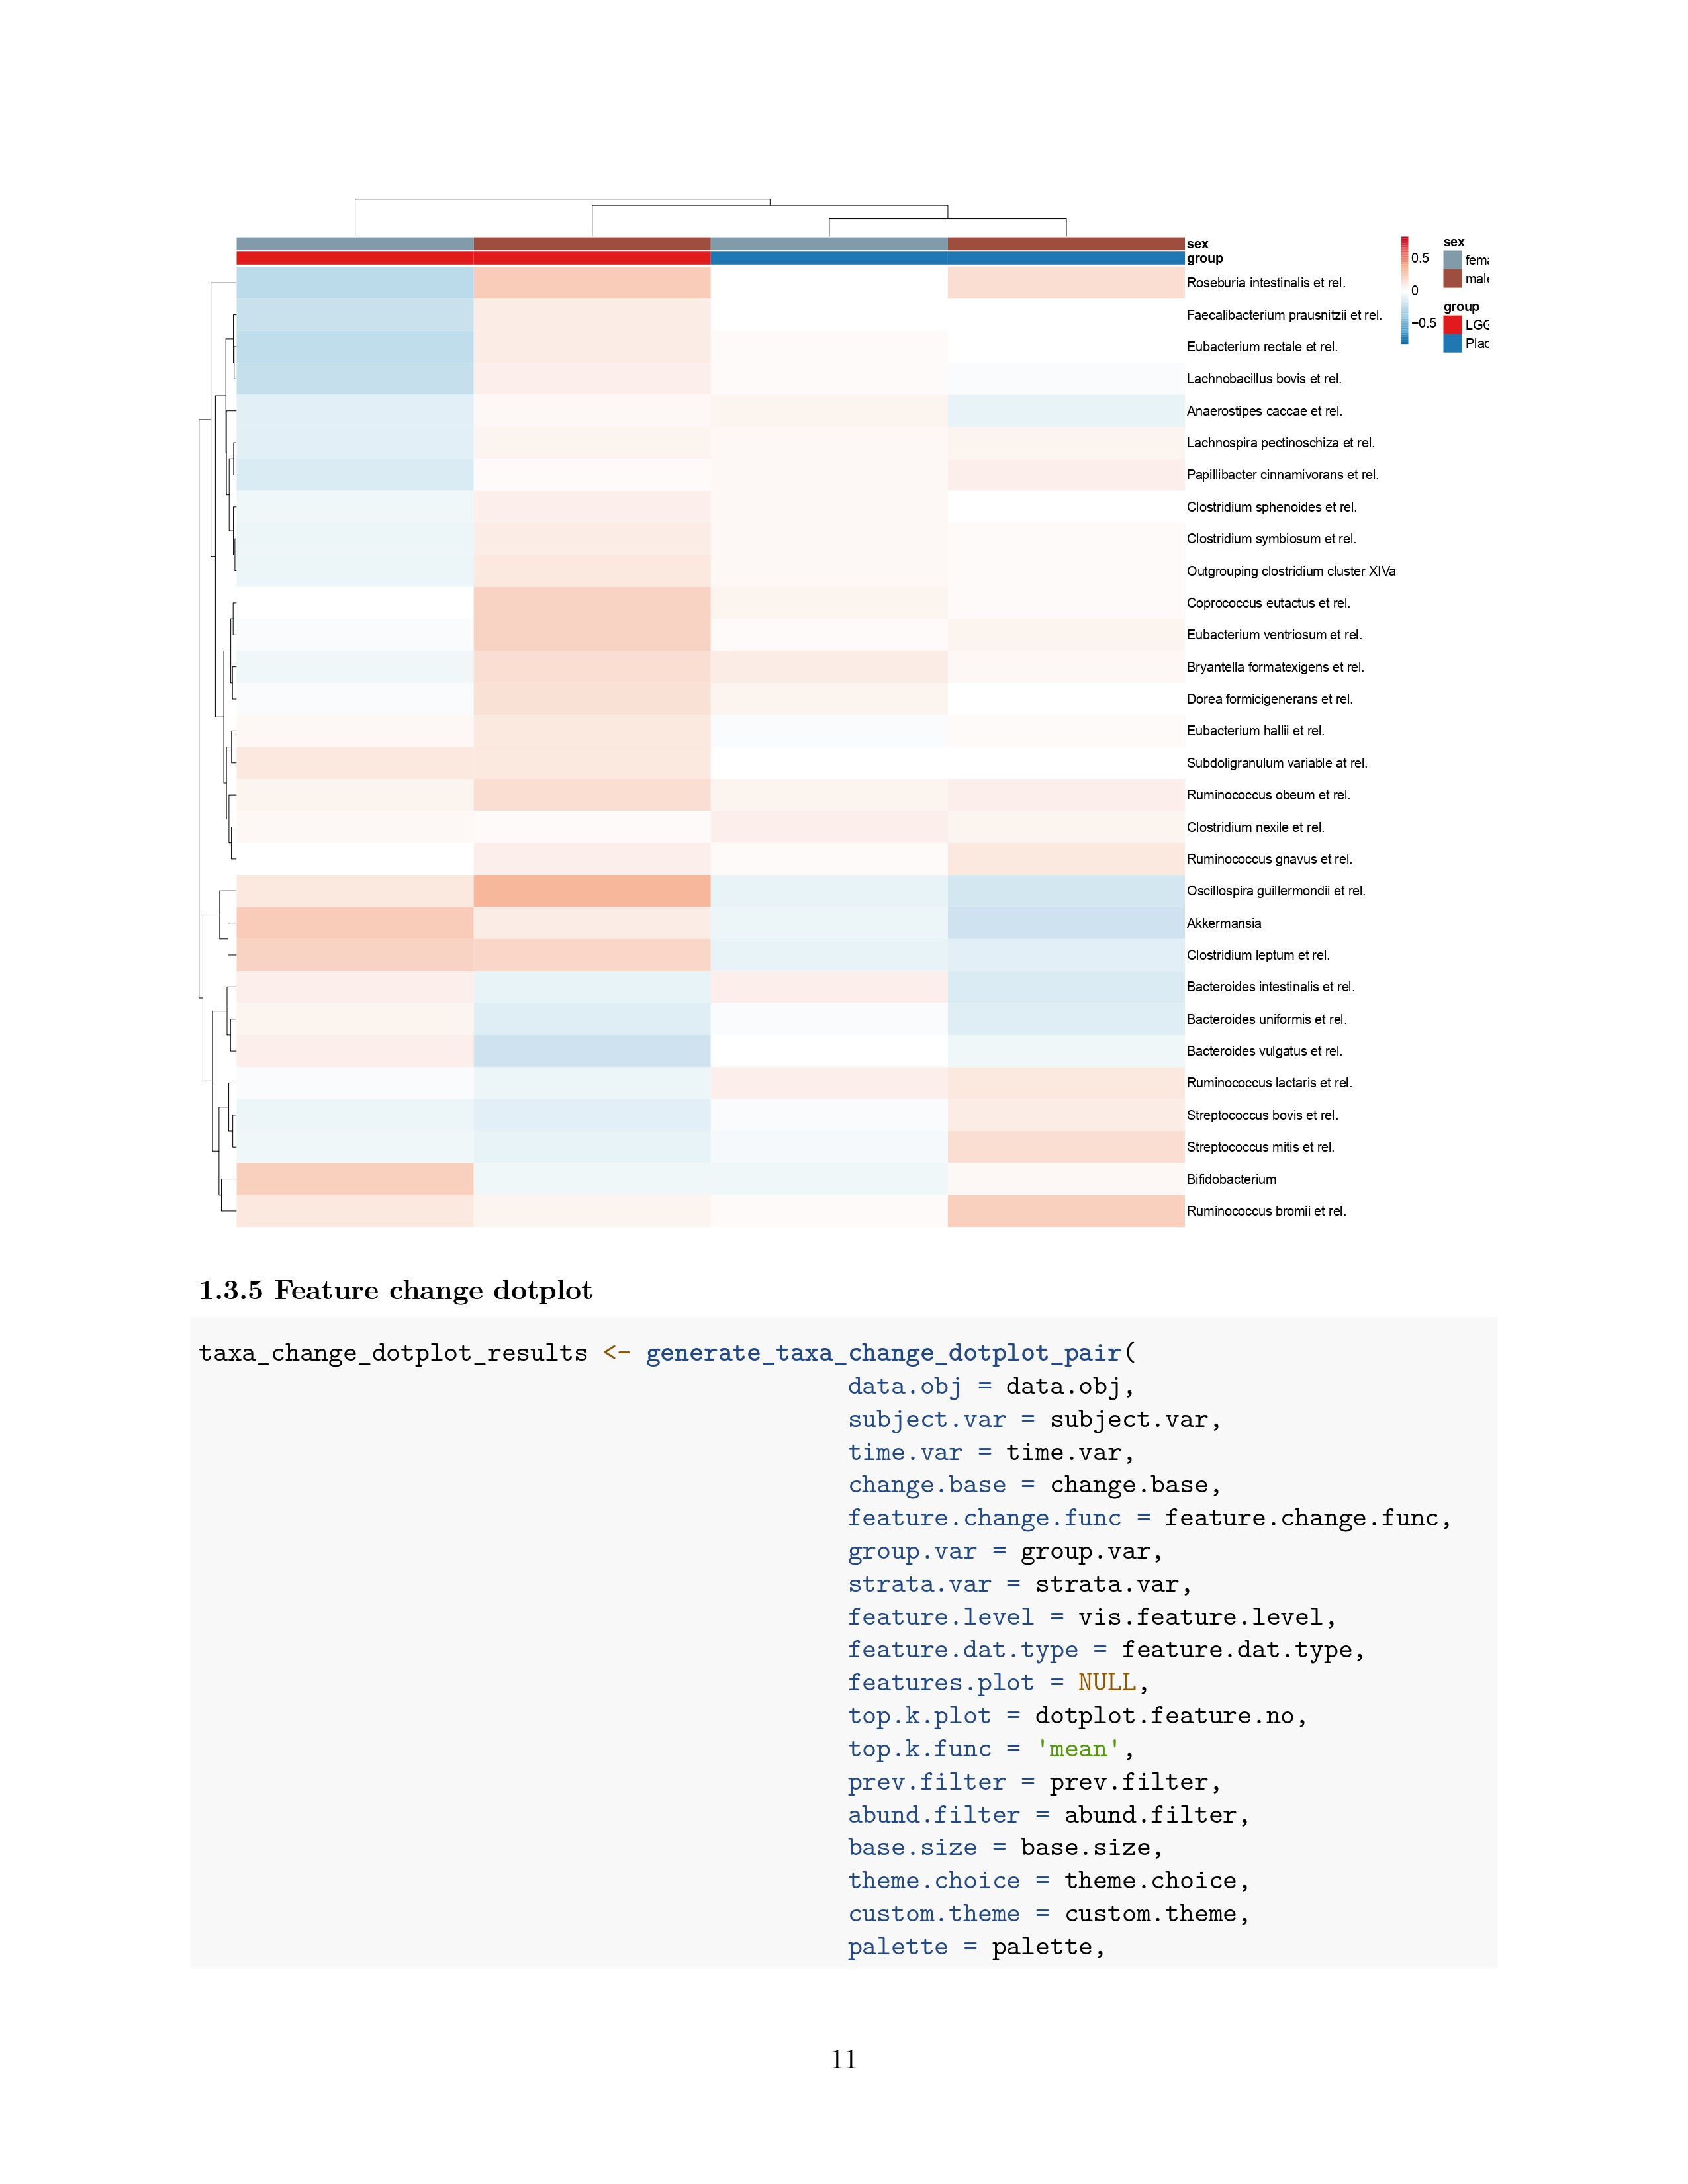 sex
group
Roseburia intestinalis et rel.
Faecalibacterium prausnitzii et rel.
Eubacterium rectale et rel.
Lachnobacillus bovis et rel.
Anaerostipes caccae et rel.
Lachnospira pectinoschiza et rel.
Papillibacter cinnamivorans et rel.
Clostridium sphenoides et rel.
Clostridium symbiosum et rel.
Outgrouping clostridium cluster XIVa
Coprococcus eutactus et rel.
Eubacterium ventriosum et rel.
Bryantella formatexigens et rel.
Dorea formicigenerans et rel.
Eubacterium hallii et rel.
Subdoligranulum variable at rel.
Ruminococcus obeum et rel.
Clostridium nexile et rel.
Ruminococcus gnavus et rel.
Oscillospira guillermondii et rel.
Akkermansia
Clostridium leptum et rel.
Bacteroides intestinalis et rel.
Bacteroides uniformis et rel.
Bacteroides vulgatus et rel.
Ruminococcus lactaris et rel.
Streptococcus bovis et rel.
Streptococcus mitis et rel.
Bifidobacterium
Ruminococcus bromii et rel.
0.5
0
−0.5
sex
fema
male
group
LGG
Plac
1.3.5 Feature change dotplot
taxa_change_dotplot_results <- generate_taxa_change_dotplot_pair(
data.obj = data.obj,
subject.var = subject.var,
time.var = time.var,
change.base = change.base,
feature.change.func = feature.change.func,
group.var = group.var,
strata.var = strata.var,
feature.level = vis.feature.level,
feature.dat.type = feature.dat.type,
features.plot = NULL,
top.k.plot = dotplot.feature.no,
top.k.func = 'mean',
prev.filter = prev.filter,
abund.filter = abund.filter,
base.size = base.size,
theme.choice = theme.choice,
custom.theme = custom.theme,
palette = palette,
11